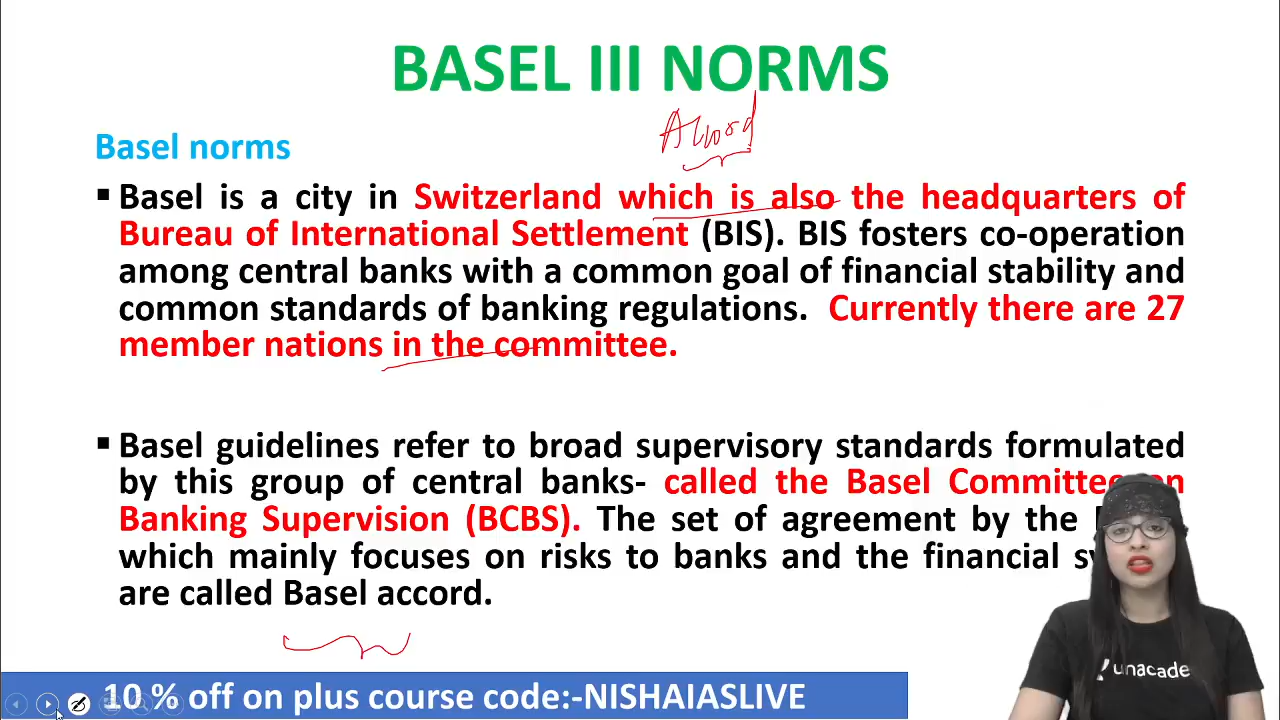 BASEL III NORMS
Accord
Basel norms
▪ Basel is a city in Switzerland which is also the headquarters of
Bureau of International Settlement (BIS). BIS fosters co-operation
among central banks with a common goal of financial stability and
common standards of banking regulations. Currently there are 27
member nations in the committee.
▪ Basel guidelines refer to broad supervisory standards formulated
by this group of central banks- called the Basel Committee on
Banking Supervision (BCBS). The set of agreement by the
which mainly focuses on risks to banks and the financial
are called Basel accord.
unacade
10 % off on plus course code:-NISHAIASLIVE